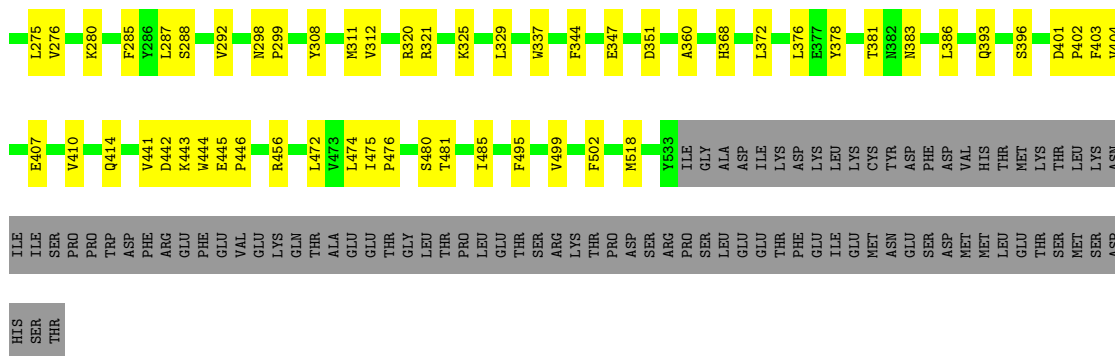 L275 V276 K280 F285 Y286 L287 S288 V292 N298 P299 Y308 M311 V312 R320 R321 K325 L329 W337 F344 E347 D351 A360 H368 L372 L376 E377 Y378 T381 N382 N383 L386 Q393 S396 D401 P402 F403
E407 V410 Q414 V441 D442 K443 W444 E445 P446 R456 L472 V473 L474 I475 P476 S480 T481 I485 F495 V499 F502 M518 Y533 ILE GLY ALA ASP ILE LYS ASP LYS LEU LYS LYS CYS TYR ASP PHE ASP VAL HIS THR MET LYS THR LEU LYS ASN
ILE ILE SER PRO PRO TRP ASP PHE ARG GLU PHE GLU VAL GLU LYS GLN THR ALA GLU GLU THR GLY LEU THR PRO LEU GLU THR SER ARG LYS THR PRO ASP SER ARG PRO SER LEU GLU GLU THR PHE GLU ILE GLU MET ASN GLU SER ASP MET MET LEU GLU THR SER MET SER ASP
HIS SER THR